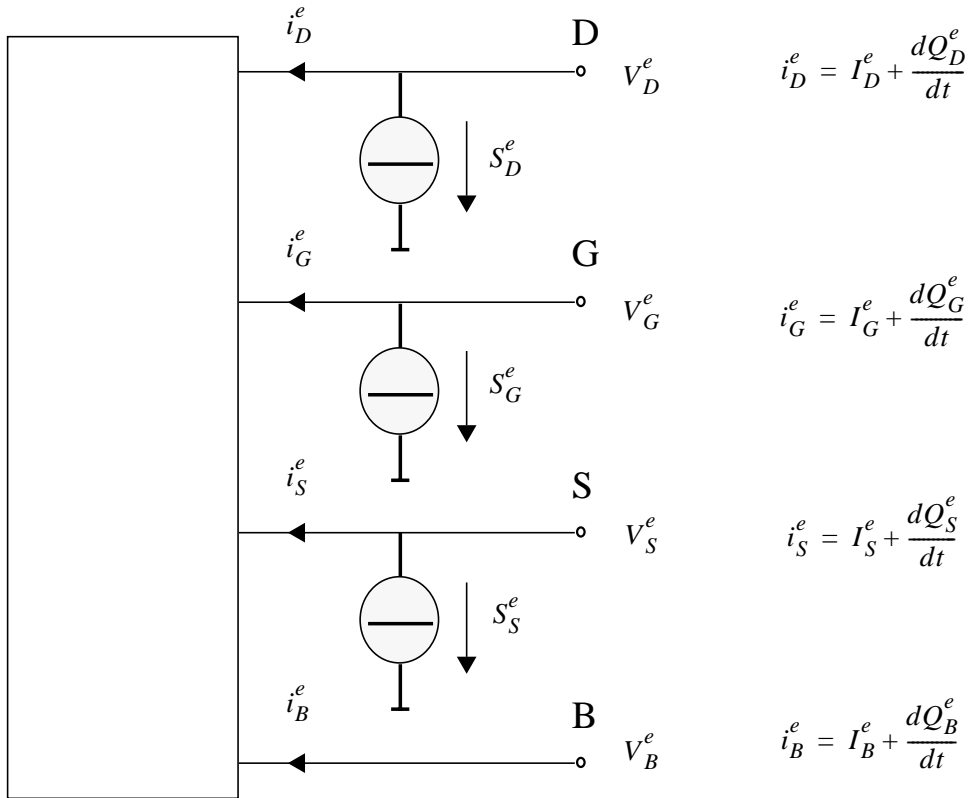 i_D^e D
V_D^e i_D^e = I_D^e + dQ_D^e/dt
S_D^e
i_G^e G
V_G^e i_G^e = I_G^e + dQ_G^e/dt
S_G^e
i_S^e S
V_S^e i_S^e = I_S^e + dQ_S^e/dt
S_S^e
i_B^e B
V_B^e i_B^e = I_B^e + dQ_B^e/dt